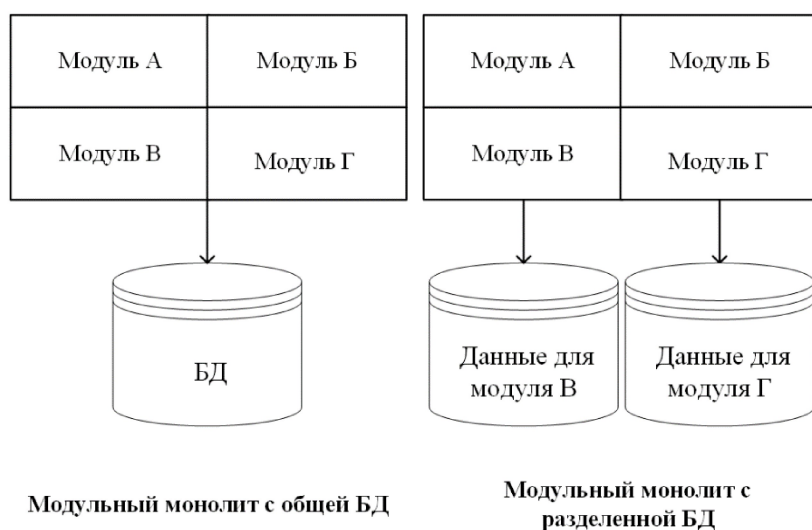 Модуль А
Модуль Б
Модуль В
Модуль Г
БД
Модульный монолит с общей БД
Модуль А
Модуль Б
Модуль В
Модуль Г
Данные для
модуля В
Данные для
модуля Г
Модульный монолит с
разделенной БД